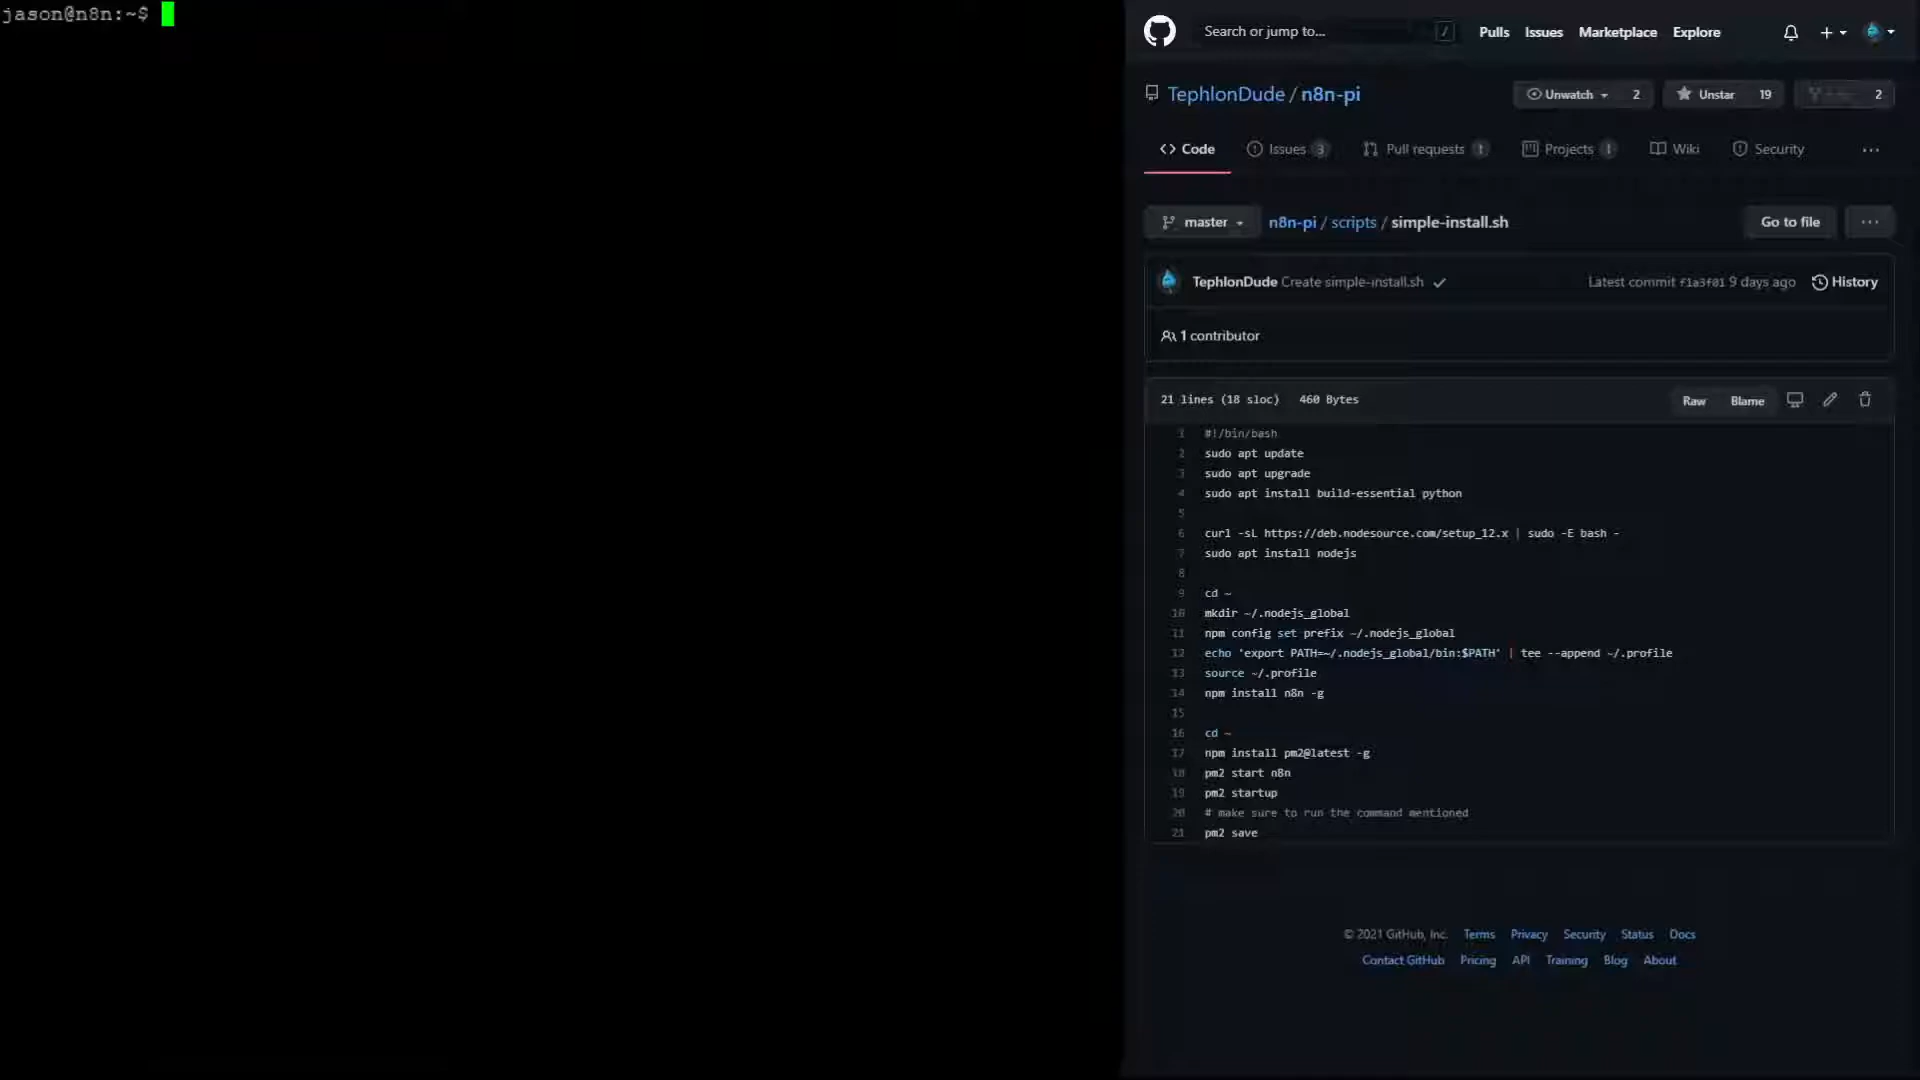 jason@n8n:~$
Search or jump to... /
Pulls Issues Marketplace Explore
TephlonDude / n8n-pi
Unwatch 2
Unstar 19
2
Code
Issues 3
Pull requests 1
Projects 1
Wiki
Security
...
master
n8n-pi / scripts / simple-install.sh
Go to file
...
TephlonDude Create simple-install.sh
Latest commit f1a3f01 9 days ago
History
1 contributor
21 lines (18 sloc) 460 Bytes
Raw Blame
1 #!/bin/bash
2 sudo apt update
3 sudo apt upgrade
4 sudo apt install build-essential python
5
6 curl -sL https://deb.nodesource.com/setup_12.x | sudo -E bash -
7 sudo apt install nodejs
8
9 cd ~
10 mkdir ~/.nodejs_global
11 npm config set prefix ~/.nodejs_global
12 echo 'export PATH=~/.nodejs_global/bin:$PATH' | tee --append ~/.profile
13 source ~/.profile
14 npm install n8n -g
15
16 cd ~
17 npm install pm2@latest -g
18 pm2 start n8n
19 pm2 startup
20 # make sure to run the command mentioned
21 pm2 save
© 2021 GitHub, Inc. Terms Privacy Security Status Docs
Contact GitHub Pricing API Training Blog About